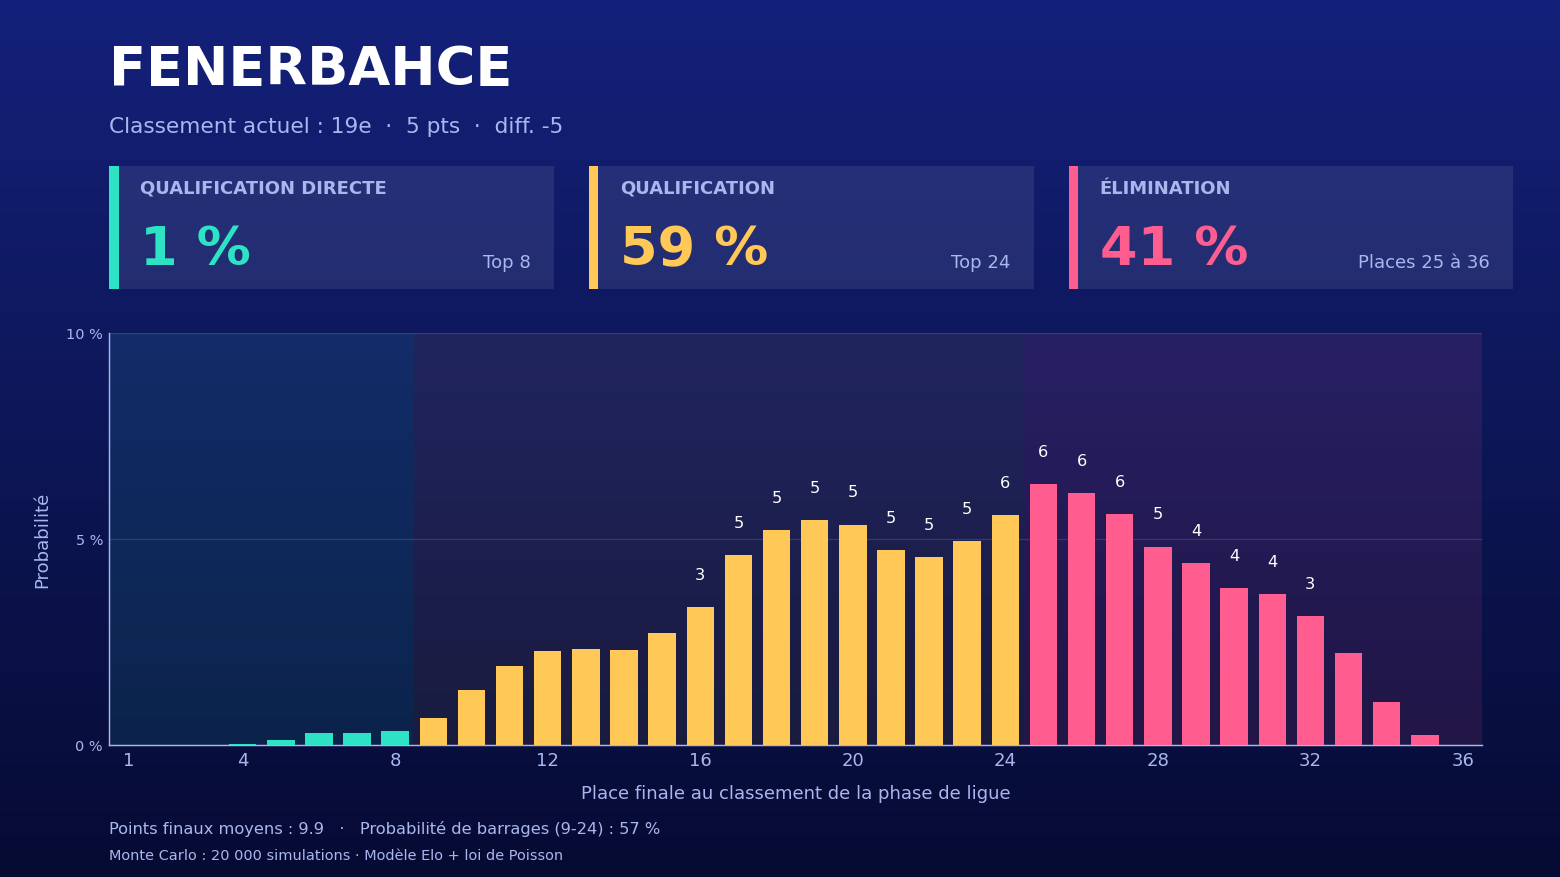 FENERBAHCE
Classement actuel : 19e · 5 pts · diff. -5
QUALIFICATION DIRECTE
1 %
Top 8
QUALIFICATION
59 %
Top 24
ÉLIMINATION
41 %
Places 25 à 36
Probabilité
10 %
5 %
0 %
3 5 5 5 5 5 5 5 6 6 6 6 5 4 4 4 3
1 4 8 12 16 20 24 28 32 36
Place finale au classement de la phase de ligue
Points finaux moyens : 9.9 · Probabilité de barrages (9-24) : 57 %
Monte Carlo : 20 000 simulations · Modèle Elo + loi de Poisson